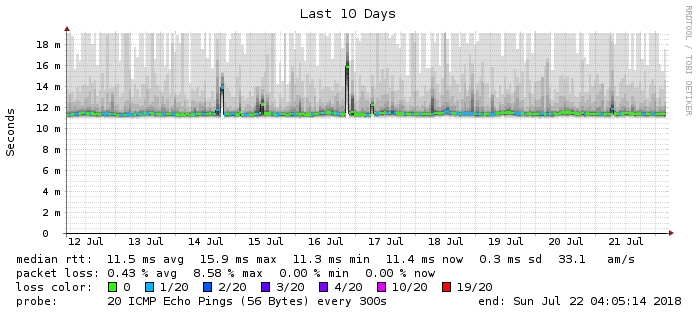 Last 10 Days
RRDTOOL / TOBI OETIKER
Seconds
18 m
16 m
14 m
12 m
10 m
8 m
6 m
4 m
2 m
0
12 Jul 13 Jul 14 Jul 15 Jul 16 Jul 17 Jul 18 Jul 19 Jul 20 Jul 21 Jul
median rtt: 11.5 ms avg 15.9 ms max 11.3 ms min 11.4 ms now 0.3 ms sd 33.1 am/s
packet loss: 0.43 % avg 8.58 % max 0.00 % min 0.00 % now
loss color: 0 1/20 2/20 3/20 4/20 10/20 19/20
probe: 20 ICMP Echo Pings (56 Bytes) every 300s end: Sun Jul 22 04:05:14 2018